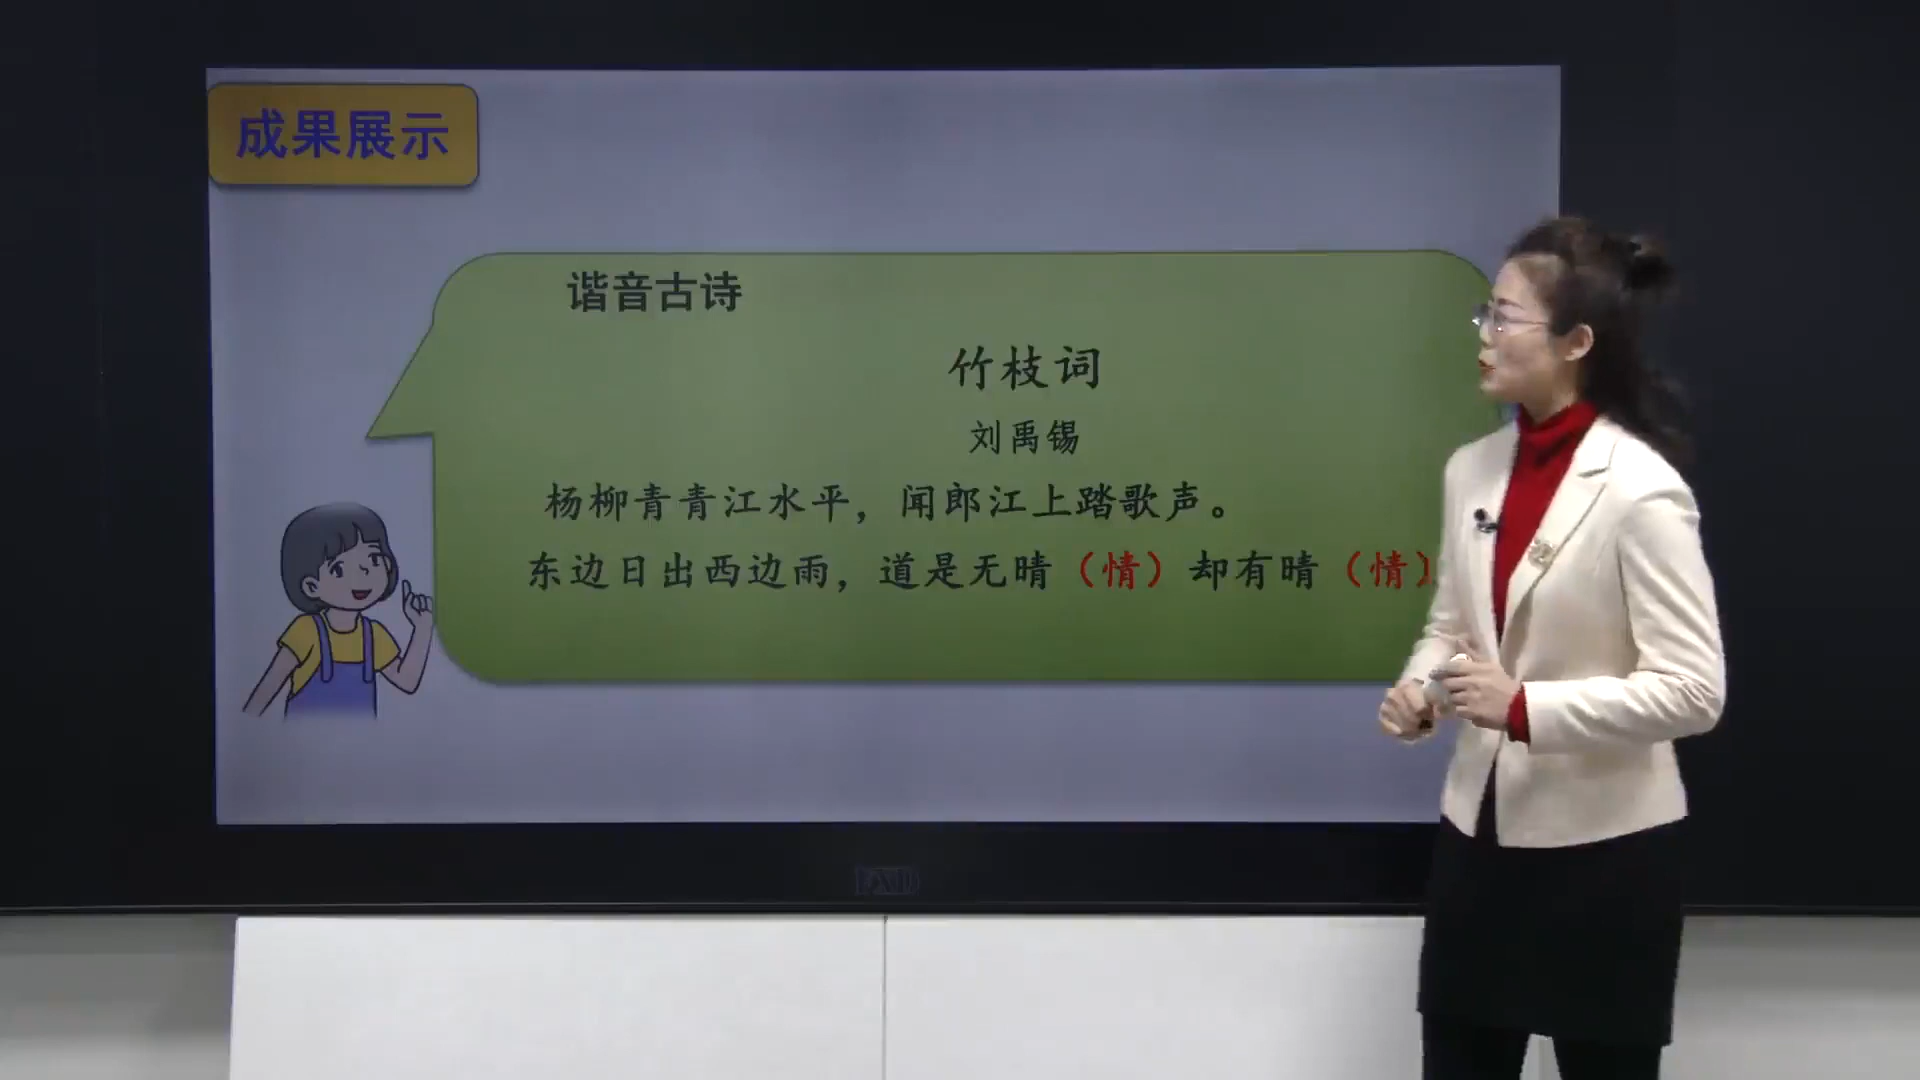 成果展示
谐音古诗
竹枝词
刘禹锡
杨柳青青江水平，闻郎江上踏歌声。
东边日出西边雨，道是无晴（情）却有晴（情）